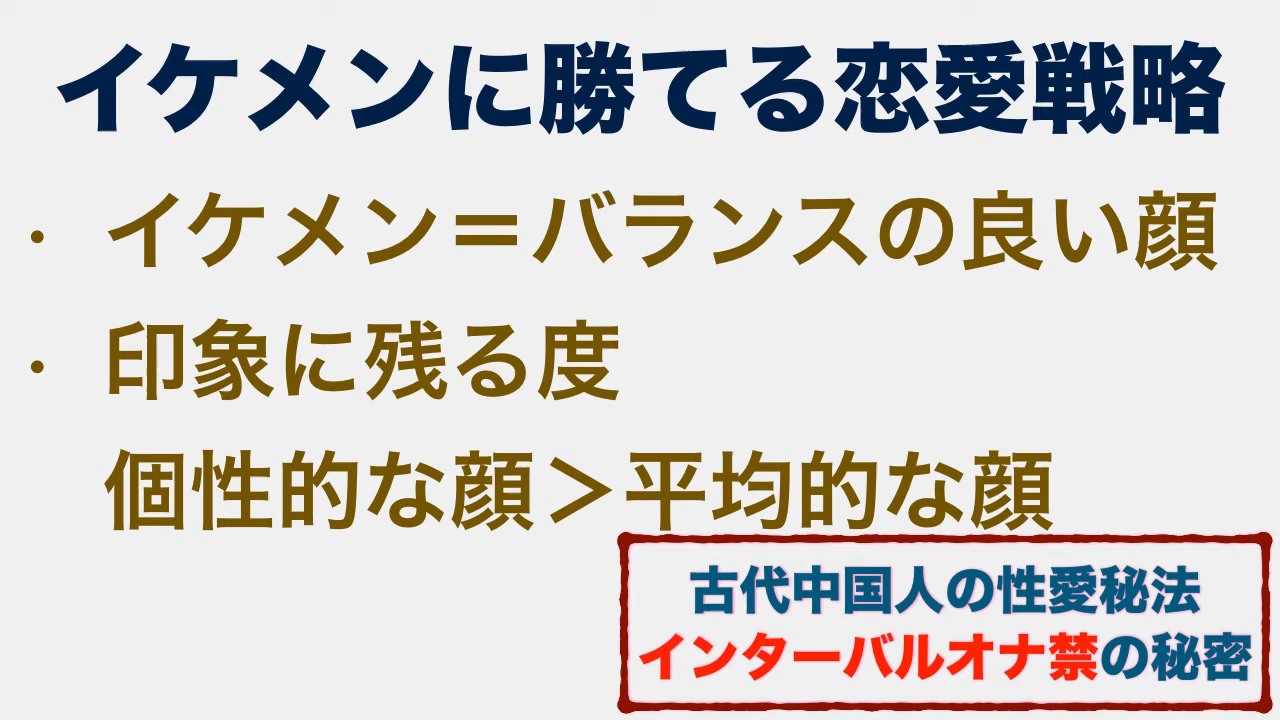 イケメンに勝てる恋愛戦略
・ イケメン＝バランスの良い顔
・ 印象に残る度
個性的な顔＞平均的な顔
古代中国人の性愛秘法
インターバルオナ禁の秘密